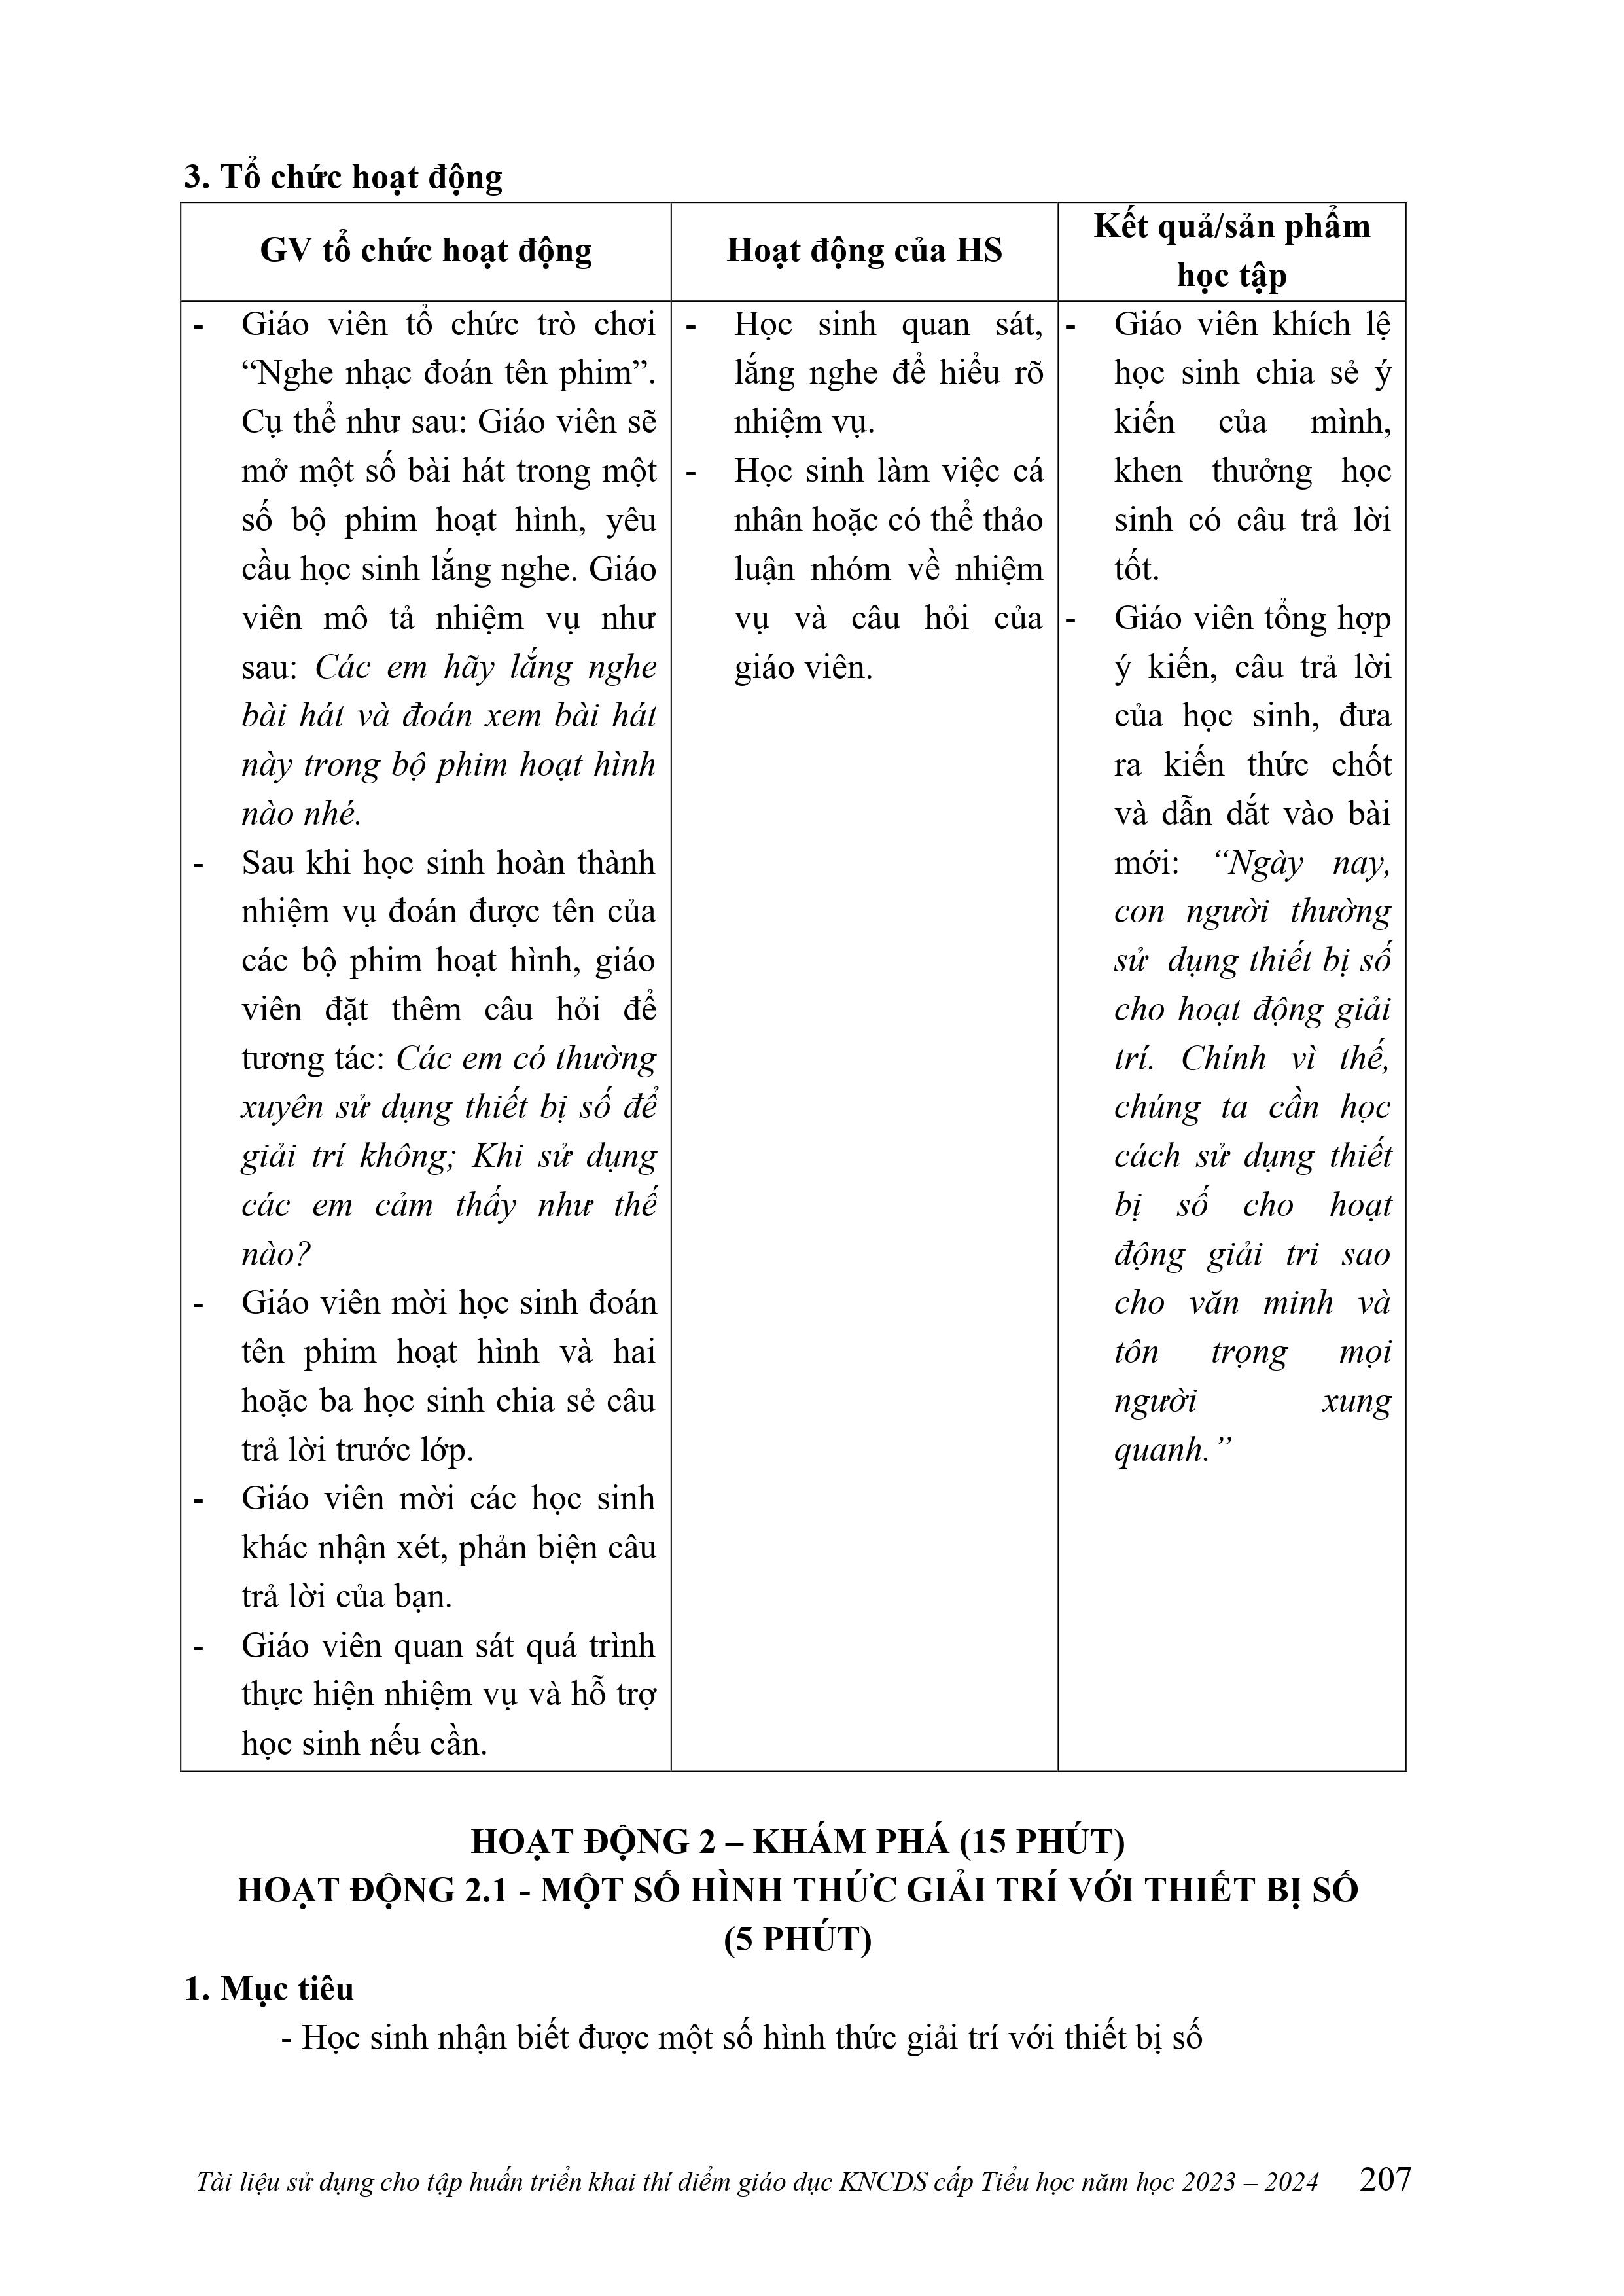 3. Tổ chức hoạt động
GV tổ chức hoạt động
Hoạt động của HS
Kết quả/sản phẩm
học tập
- Giáo viên tổ chức trò chơi
“Nghe nhạc đoán tên phim”.
Cụ thể như sau: Giáo viên sẽ
mở một số bài hát trong một
số bộ phim hoạt hình, yêu
cầu học sinh lắng nghe. Giáo
viên mô tả nhiệm vụ như
sau: Các em hãy lắng nghe
bài hát và đoán xem bài hát
này trong bộ phim hoạt hình
nào nhé.
- Sau khi học sinh hoàn thành
nhiệm vụ đoán được tên của
các bộ phim hoạt hình, giáo
viên đặt thêm câu hỏi để
tương tác: Các em có thường
xuyên sử dụng thiết bị số để
giải trí không; Khi sử dụng
các em cảm thấy như thế
nào?
- Giáo viên mời học sinh đoán
tên phim hoạt hình và hai
hoặc ba học sinh chia sẻ câu
trả lời trước lớp.
- Giáo viên mời các học sinh
khác nhận xét, phản biện câu
trả lời của bạn.
- Giáo viên quan sát quá trình
thực hiện nhiệm vụ và hỗ trợ
học sinh nếu cần.
- Học sinh quan sát,
lắng nghe để hiểu rõ
nhiệm vụ.
- Học sinh làm việc cá
nhân hoặc có thể thảo
luận nhóm về nhiệm
vụ và câu hỏi của
giáo viên.
- Giáo viên khích lệ
học sinh chia sẻ ý
kiến của mình,
khen thưởng học
sinh có câu trả lời
tốt.
- Giáo viên tổng hợp
ý kiến, câu trả lời
của học sinh, đưa
ra kiến thức chốt
và dẫn dắt vào bài
mới: “Ngày nay,
con người thường
sử dụng thiết bị số
cho hoạt động giải
trí. Chính vì thế,
chúng ta cần học
cách sử dụng thiết
bị số cho hoạt
động giải tri sao
cho văn minh và
tôn trọng mọi
người xung
quanh.”
HOẠT ĐỘNG 2 – KHÁM PHÁ (15 PHÚT)
HOẠT ĐỘNG 2.1 - MỘT SỐ HÌNH THỨC GIẢI TRÍ VỚI THIẾT BỊ SỐ
(5 PHÚT)
1. Mục tiêu
- Học sinh nhận biết được một số hình thức giải trí với thiết bị số
Tài liệu sử dụng cho tập huấn triển khai thí điểm giáo dục KNCDS cấp Tiểu học năm học 2023 – 2024 207